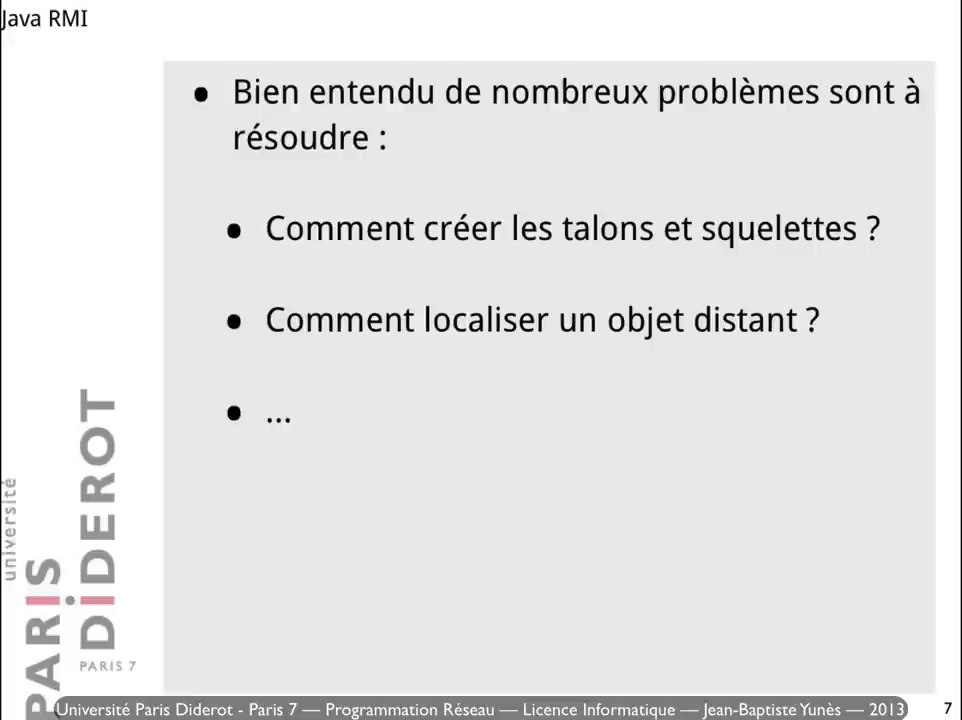 Java RMI
• Bien entendu de nombreux problèmes sont à
résoudre :
• Comment créer les talons et squelettes ?
• Comment localiser un objet distant ?
• ...
université
PARIS
DiDEROT
PARIS 7
Université Paris Diderot - Paris 7 — Programmation Réseau — Licence Informatique — Jean-Baptiste Yunès — 2013
7